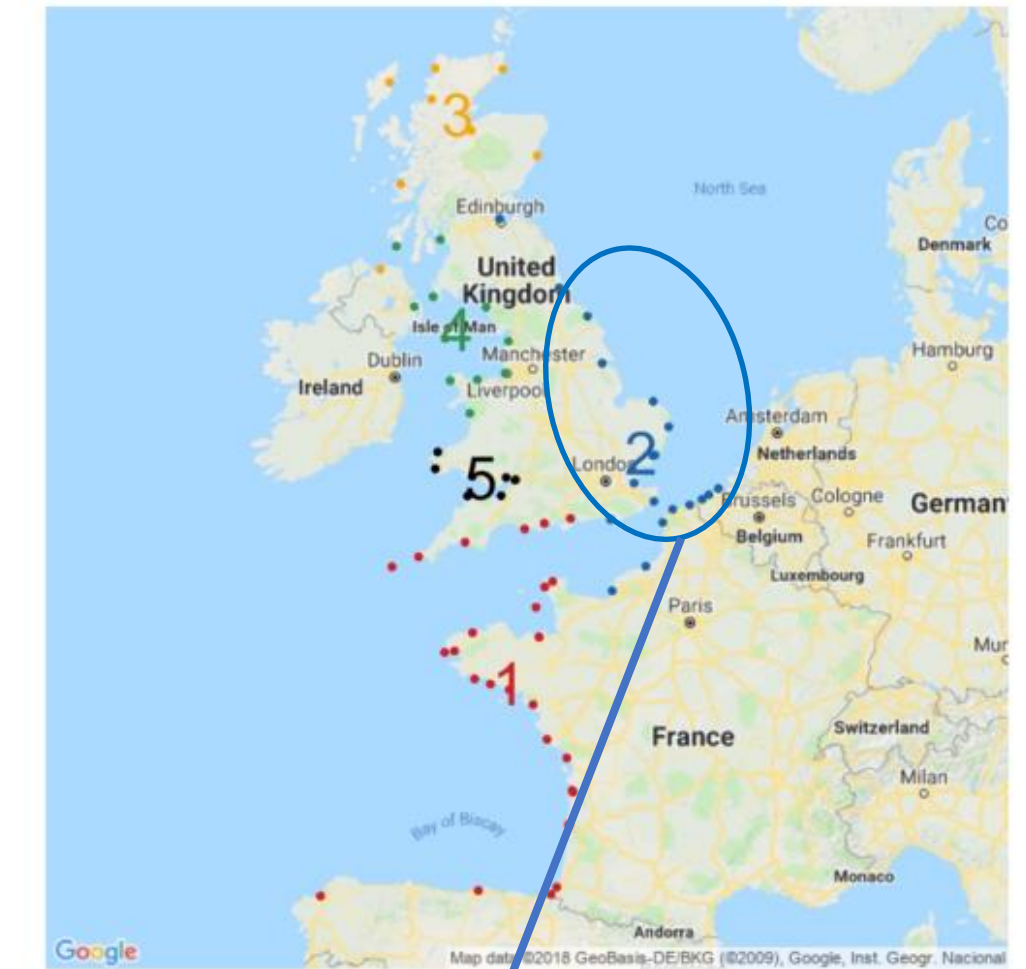 3
North Sea
Edinburgh
Co
Denmark
United
Kingdom
Isle of Man
4
Hamburg
Dublin
Manchester
Ireland
Liverpool
Amsterdam
2
Netherlands
London
5
Brussels
Cologne
German
Belgium
Frankfurt
Luxembourg
Paris
Mur
1
France
Switzerland
Milan
Bay of Biscay
Monaco
Andorra
Google
Map data ©2018 GeoBasis-DE/BKG (©2009), Google, Inst. Geogr. Nacional